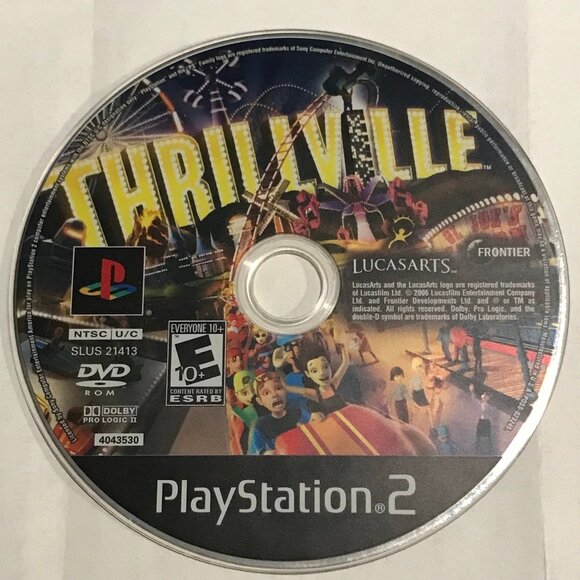 THRILLVILLE™
LUCASARTS™
FRONTIER
LucasArts and the LucasArts logo are registered trademarks
of Lucasfilm Ltd. © 2006 Lucasfilm Entertainment Company
Ltd. and Frontier Developments Ltd. and ® or TM as
indicated. All rights reserved. Dolby, Pro Logic, and the
double-D symbol are trademarks of Dolby Laboratories.
NTSC U/C
SLUS 21413
DVD
ROM
DOLBY
PRO LOGIC II
4043530
EVERYONE 10+
E
10+
CONTENT RATED BY
ESRB
PlayStation®2